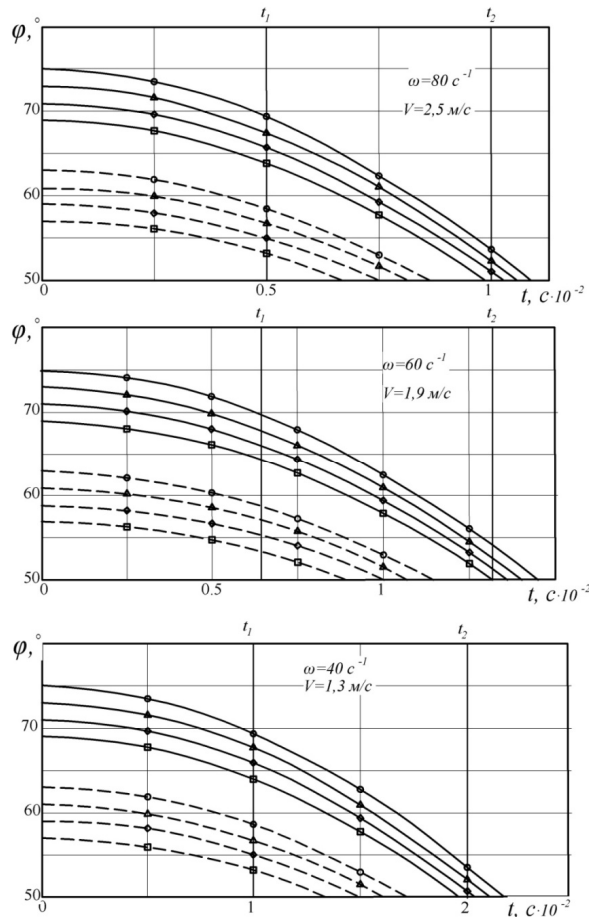 t₁ t₂
φ, °
ω=80 c⁻¹
V=2,5 м/с
70
60
50
0 0.5 1 t, c·10⁻²
t₁ t₂
φ, °
ω=60 c⁻¹
V=1,9 м/с
70
60
50
0 0.5 1 t, c·10⁻²
t₁ t₂
φ, °
ω=40 c⁻¹
V=1,3 м/с
70
60
50
0 1 2 t, c·10⁻²